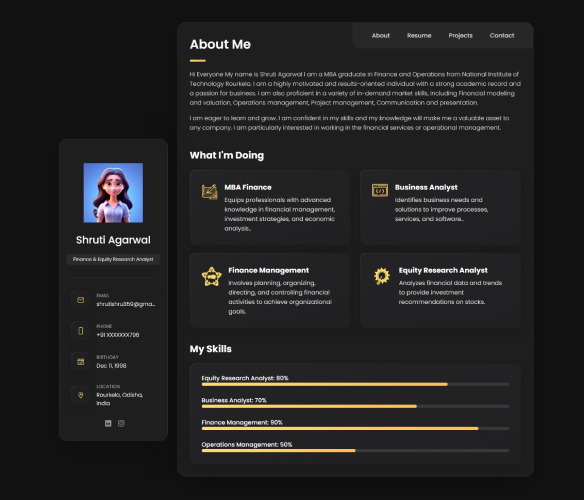 About Resume Projects Contact
About Me
Hi Everyone My name is Shruti Agarwal I am a MBA graduate in Finance and Operations from National Institute of
Technology Rourkela. I am a highly motivated and results-oriented individual with a strong academic record and
a passion for business. I am also proficient in a variety of in-demand market skills, including Financial modeling
and valuation, Operations management, Project management, Communication and presentation.
I am eager to learn and grow. I am confident in my skills and my knowledge will make me a valuable asset to
any company. I am particularly interested in working in the financial services or operational management.
What I'm Doing
MBA Finance
Equips professionals with advanced
knowledge in financial management,
investment strategies, and economic
analysis..
Business Analyst
Identifies business needs and
solutions to improve processes,
services, and software..
Finance Management
Involves planning, organizing,
directing, and controlling financial
activities to achieve organizational
goals.
Equity Research Analyst
Analyzes financial data and trends
to provide investment
recommendations on stocks.
My Skills
Equity Research Analyst: 80%
Business Analyst: 70%
Finance Management: 90%
Operations Management: 50%
Shruti Agarwal
Finance & Equity Research Analyst
EMAIL
shrutishru359@gma...
PHONE
+91 XXXXXXX796
BIRTHDAY
Dec 11, 1998
LOCATION
Rourkela, Odisha,
India